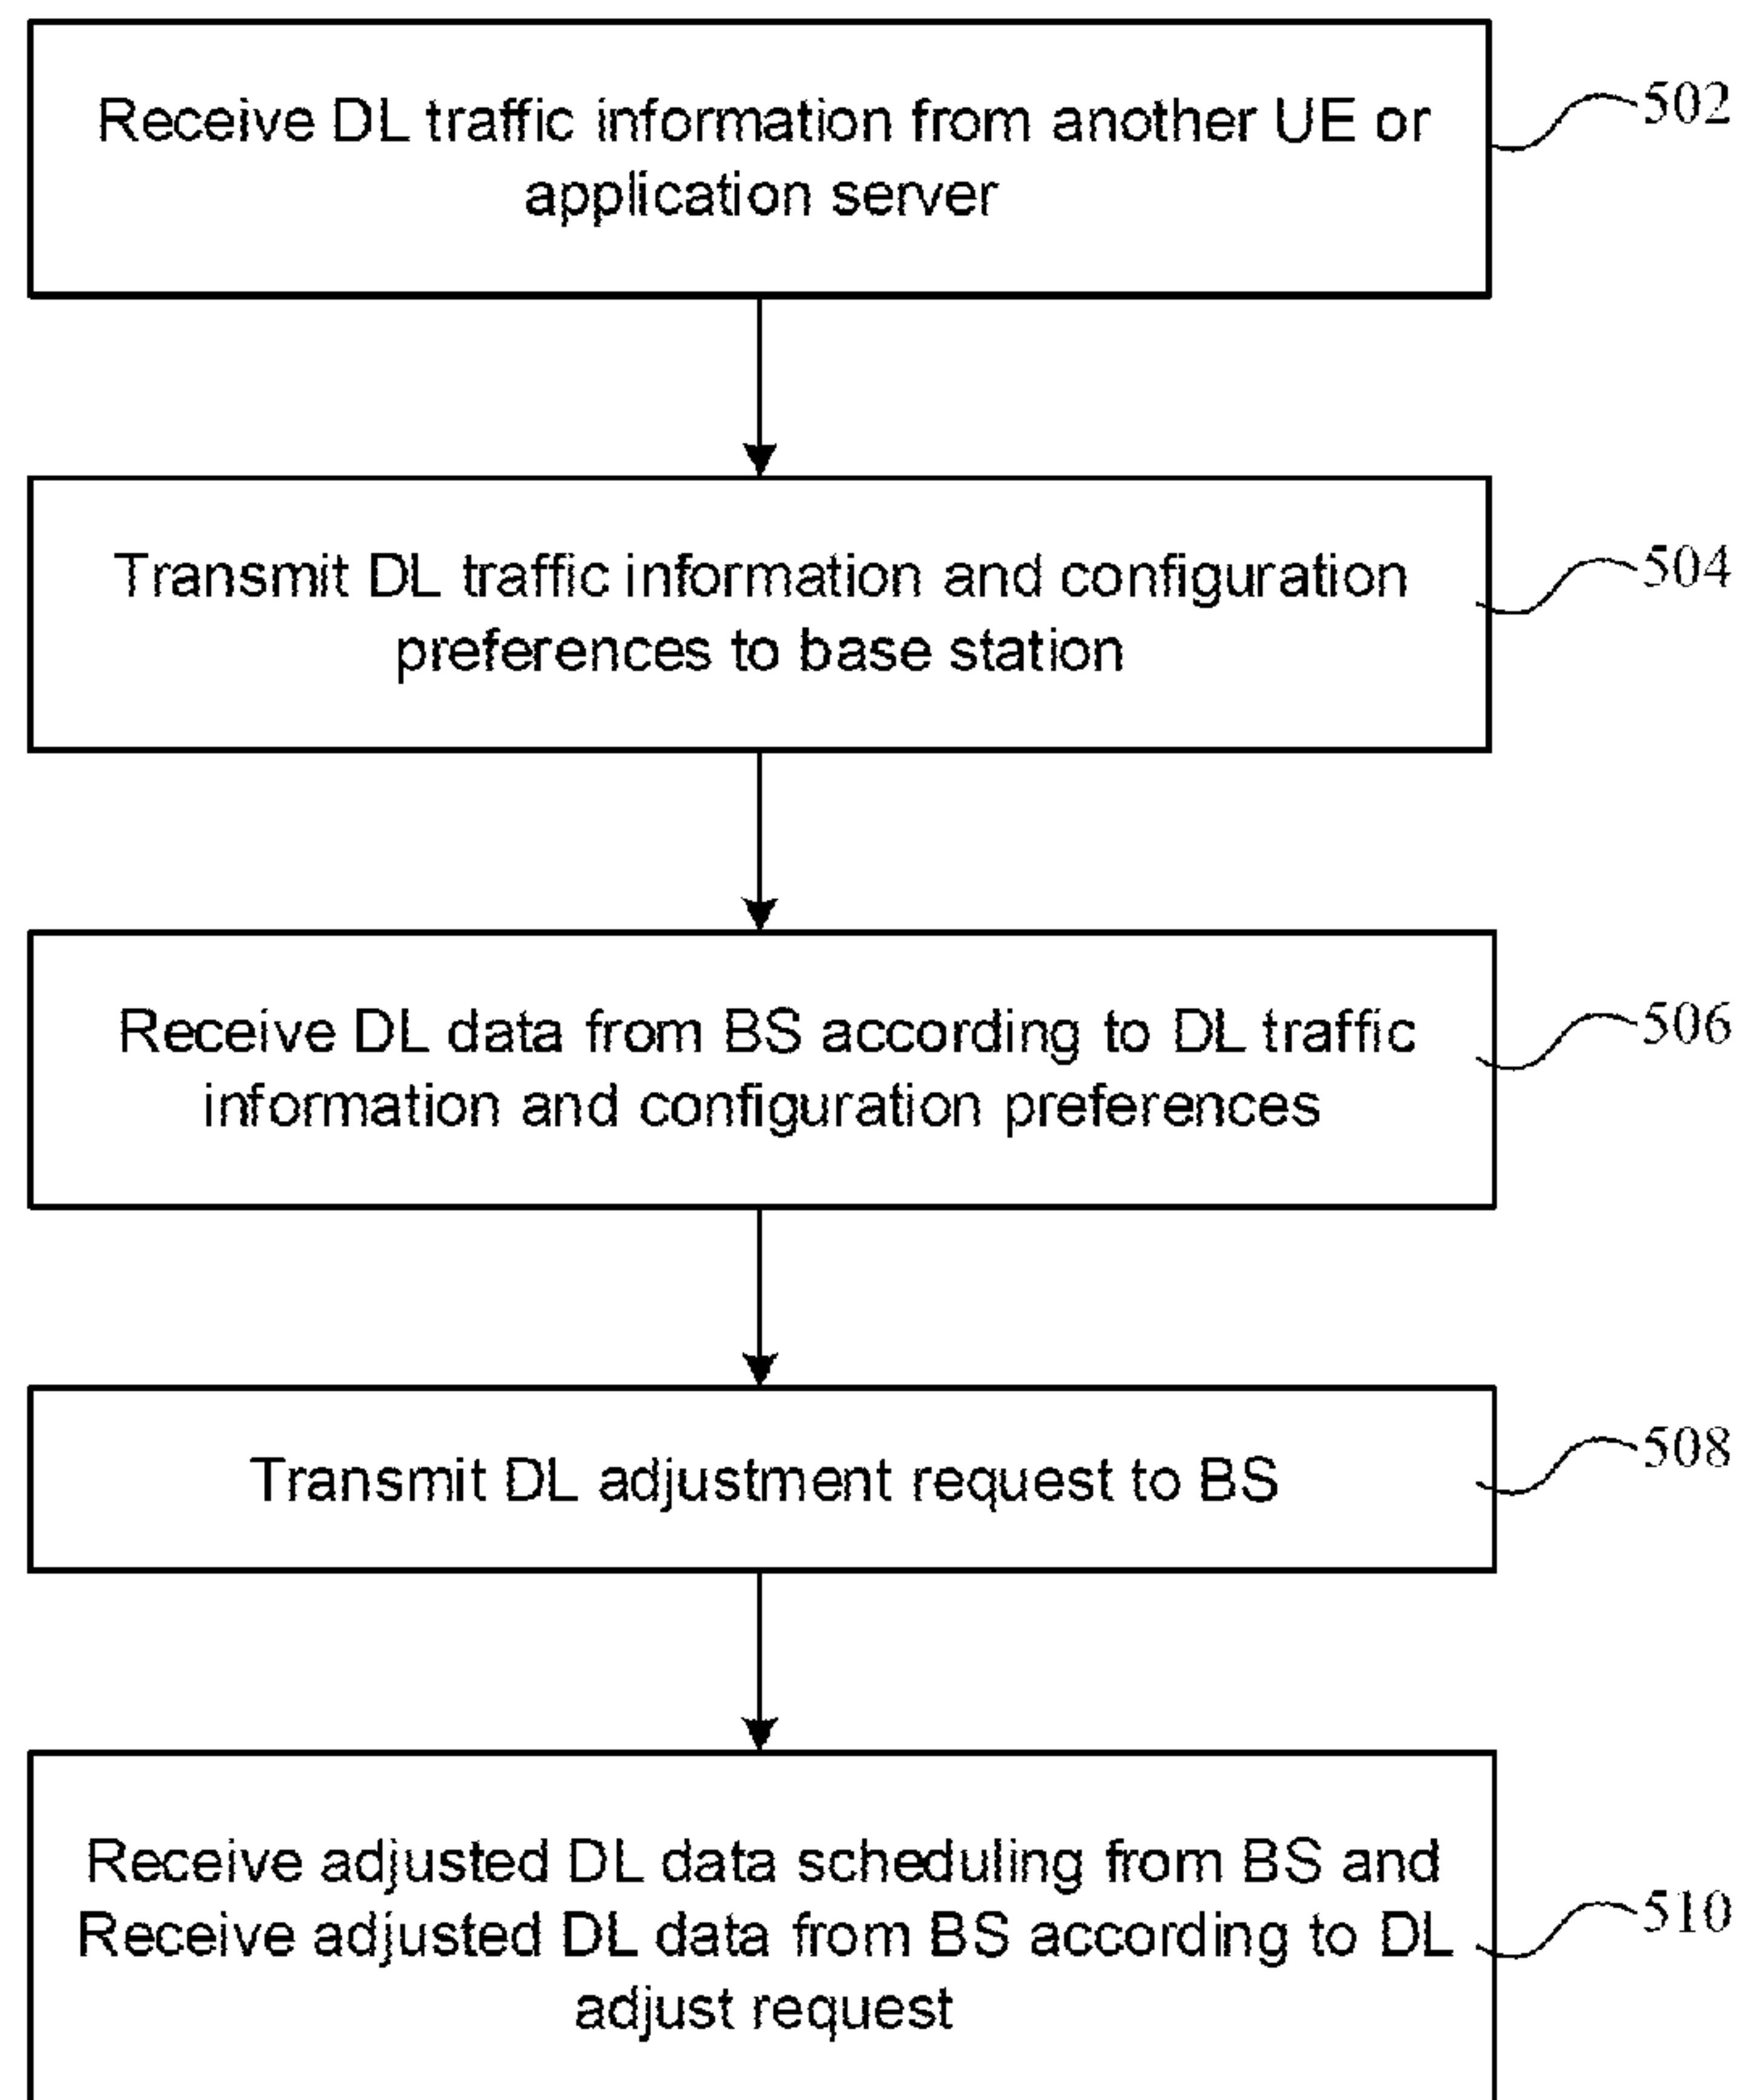 Receive DL traffic information from another UE or
application server
502
Transmit DL traffic information and configuration
preferences to base station
504
Receive DL data from BS according to DL traffic
information and configuration preferences
506
Transmit DL adjustment request to BS
508
Receive adjusted DL data scheduling from BS and
Receive adjusted DL data from BS according to DL
adjust request
510